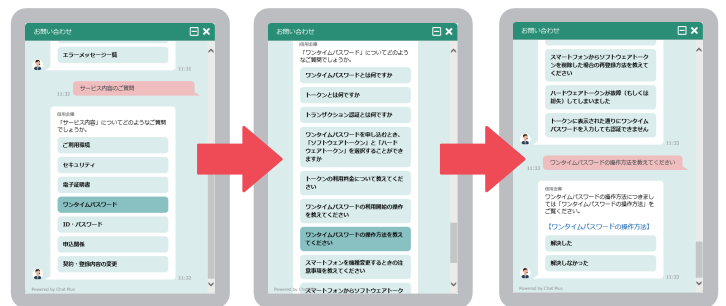 お問い合わせ
エラーメッセージ一覧
11:33
サービス内容のご質問
11:33
信用金庫
「サービス内容」についてどのようなご質問
でしょうか。
ご利用環境
セキュリティ
電子証明書
ワンタイムパスワード
ID・パスワード
申込関係
契約・登録内容の変更
11:33
Powered by Chat Plus
お問い合わせ
信用金庫
「ワンタイムパスワード」についてどのよう
なご質問でしょうか。
ワンタイムパスワードとは何ですか
トークンとは何ですか
トランザクション認証とは何ですか
ワンタイムパスワードを申し込むとき、
「ソフトウェアトークン」と「ハード
ウェアトークン」を選択することができ
ますか
トークンの利用料金について教えてくだ
さい
ワンタイムパスワードの利用開始の操作
を教えてください
ワンタイムパスワードの操作方法を教え
てください
スマートフォンを機種変更するときの注
意事項を教えてください
スマートフォンからソフトウェアトーク
Powered by Chat Plus
お問い合わせ
スマートフォンからソフトウェアトーク
ンを削除した場合の再登録方法を教えて
ください
ハードウェアトークンが故障（もしくは
紛失）してしまいました
トークンに表示された通りにワンタイム
パスワードを入力しても認証できません
11:33
ワンタイムパスワードの操作方法を教えてください
11:33
信用金庫
ワンタイムパスワードの操作方法につきまし
ては「ワンタイムパスワードの操作方法」を
ご覧ください。
【ワンタイムパスワードの操作方法】
解決した
解決しなかった
11:33
Powered by Chat Plus